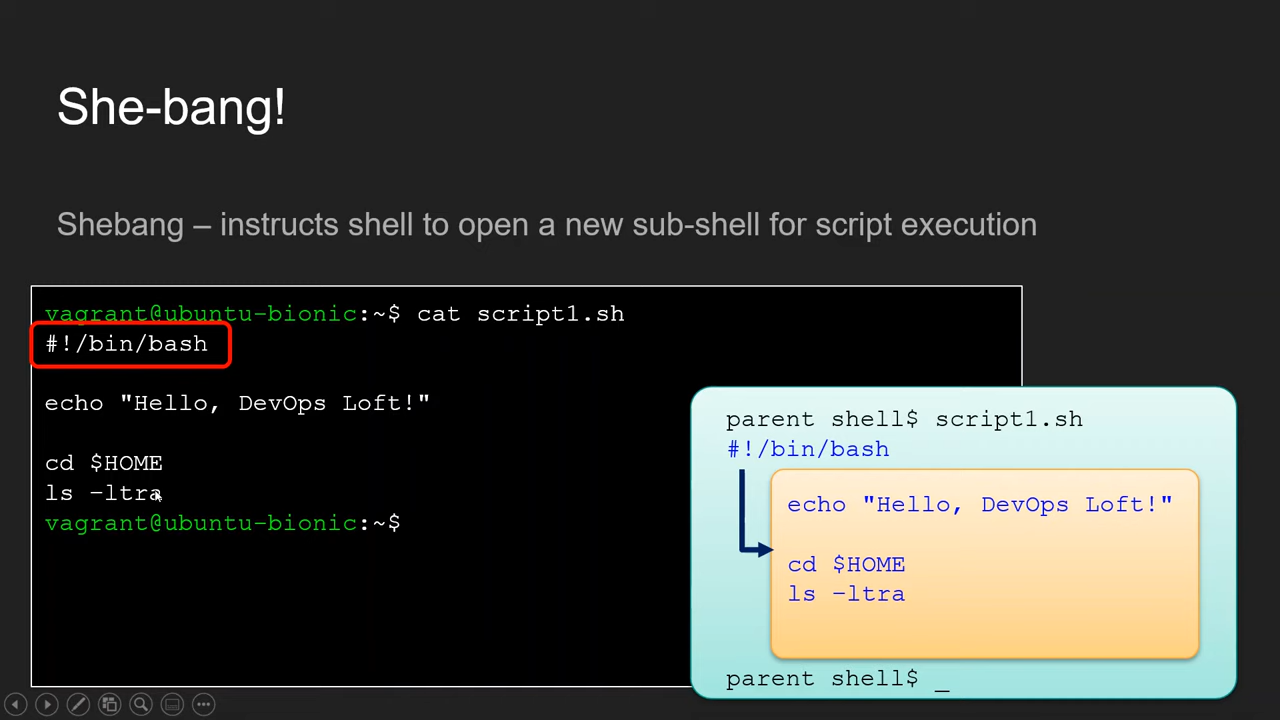 She-bang!
Shebang – instructs shell to open a new sub-shell for script execution
vagrant@ubuntu-bionic:~$ cat script1.sh
#!/bin/bash
echo "Hello, DevOps Loft!"
cd $HOME
ls -ltra
vagrant@ubuntu-bionic:~$
parent shell$ script1.sh
#!/bin/bash
echo "Hello, DevOps Loft!"
cd $HOME
ls -ltra
parent shell$ _